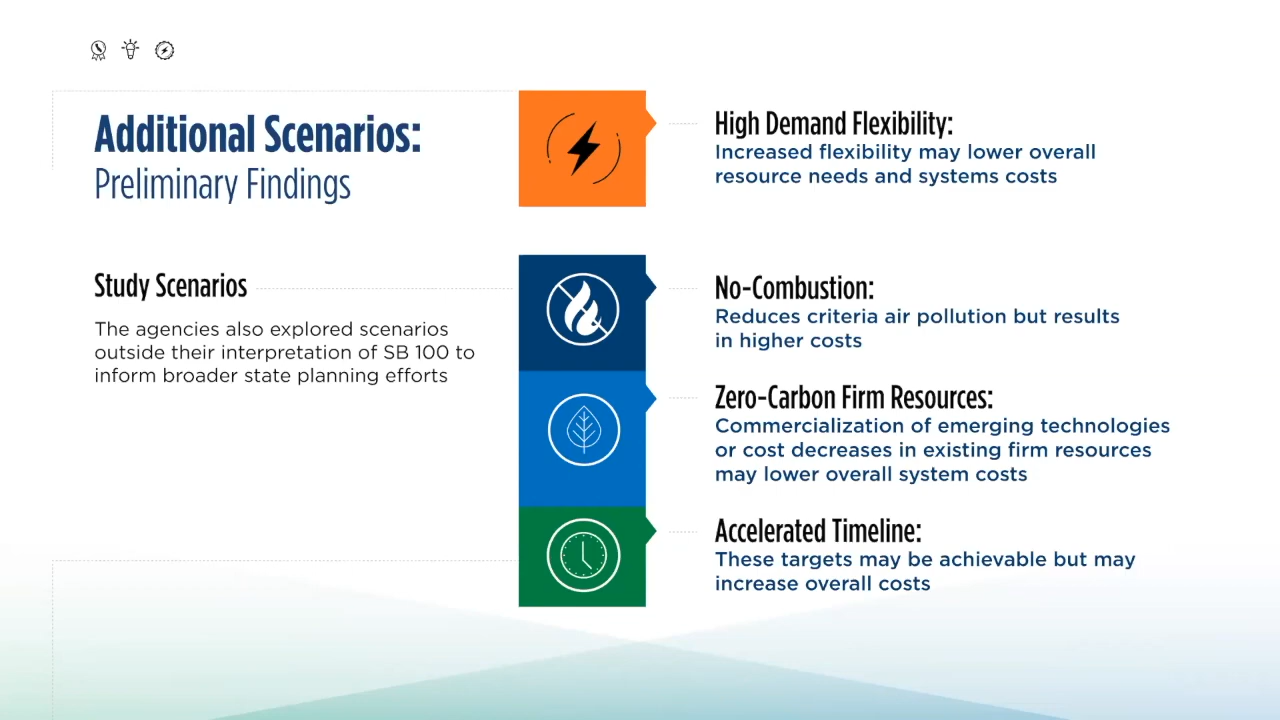 Additional Scenarios:
Preliminary Findings
High Demand Flexibility:
Increased flexibility may lower overall
resource needs and systems costs
Study Scenarios
The agencies also explored scenarios
outside their interpretation of SB 100 to
inform broader state planning efforts
No-Combustion:
Reduces criteria air pollution but results
in higher costs
Zero-Carbon Firm Resources:
Commercialization of emerging technologies
or cost decreases in existing firm resources
may lower overall system costs
Accelerated Timeline:
These targets may be achievable but may
increase overall costs